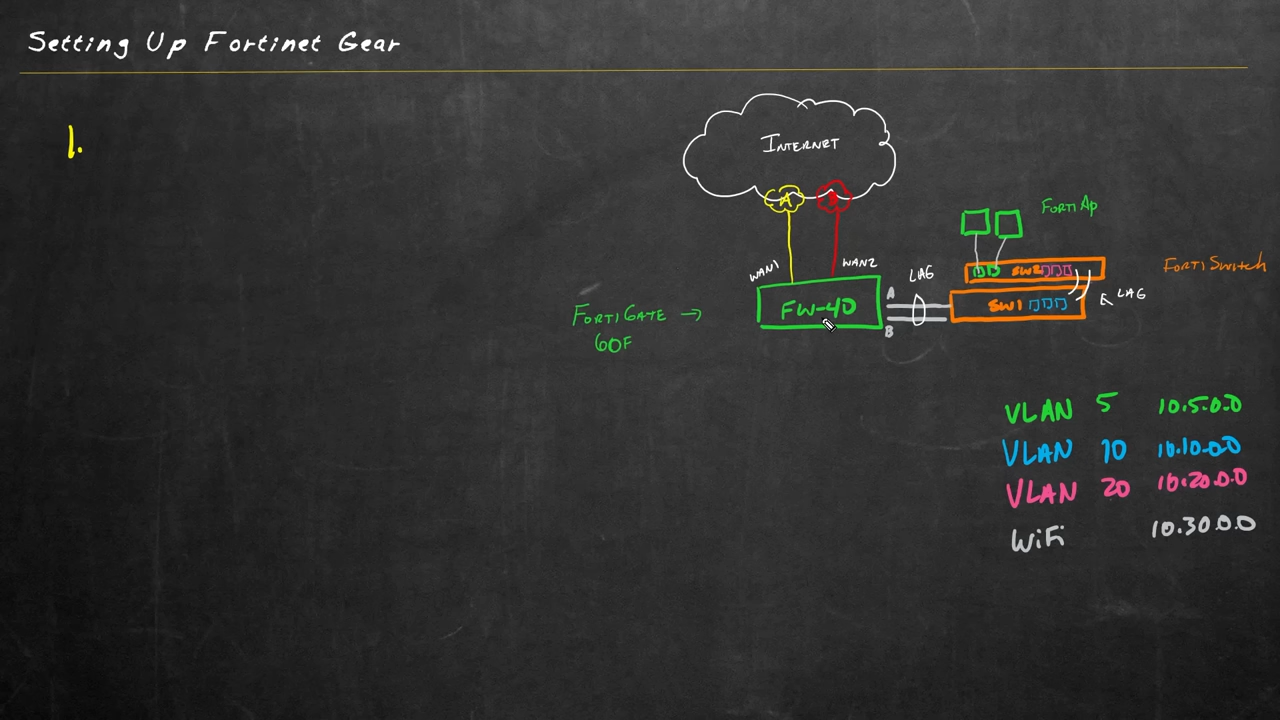 Setting Up Fortinet Gear
1.
INTERNET
A
B
WAN1
WAN2
FORTIGATE →
60F
FW-40
A
B
LAG
FORTIAP
SW2
SW1
LAG
FORTISWITCH
VLAN 5 10.5.0.0
VLAN 10 10.10.0.0
VLAN 20 10.20.0.0
WiFi 10.30.0.0